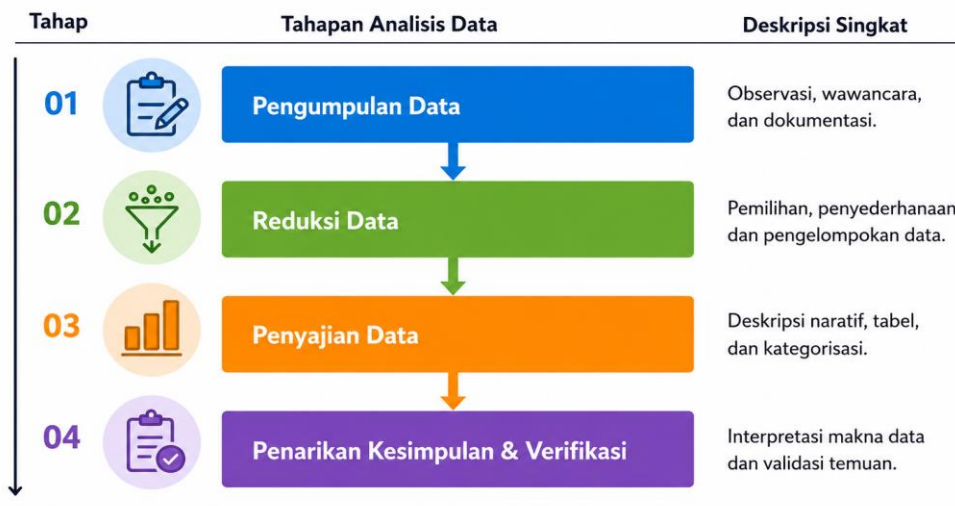 Tahap
Tahapan Analisis Data
Deskripsi Singkat
01
Pengumpulan Data
Observasi, wawancara,
dan dokumentasi.
02
Reduksi Data
Pemilihan, penyederhanaan
dan pengelompokan data.
03
Penyajian Data
Deskripsi naratif, tabel,
dan kategorisasi.
04
Penarikan Kesimpulan & Verifikasi
Interpretasi makna data
dan validasi temuan.